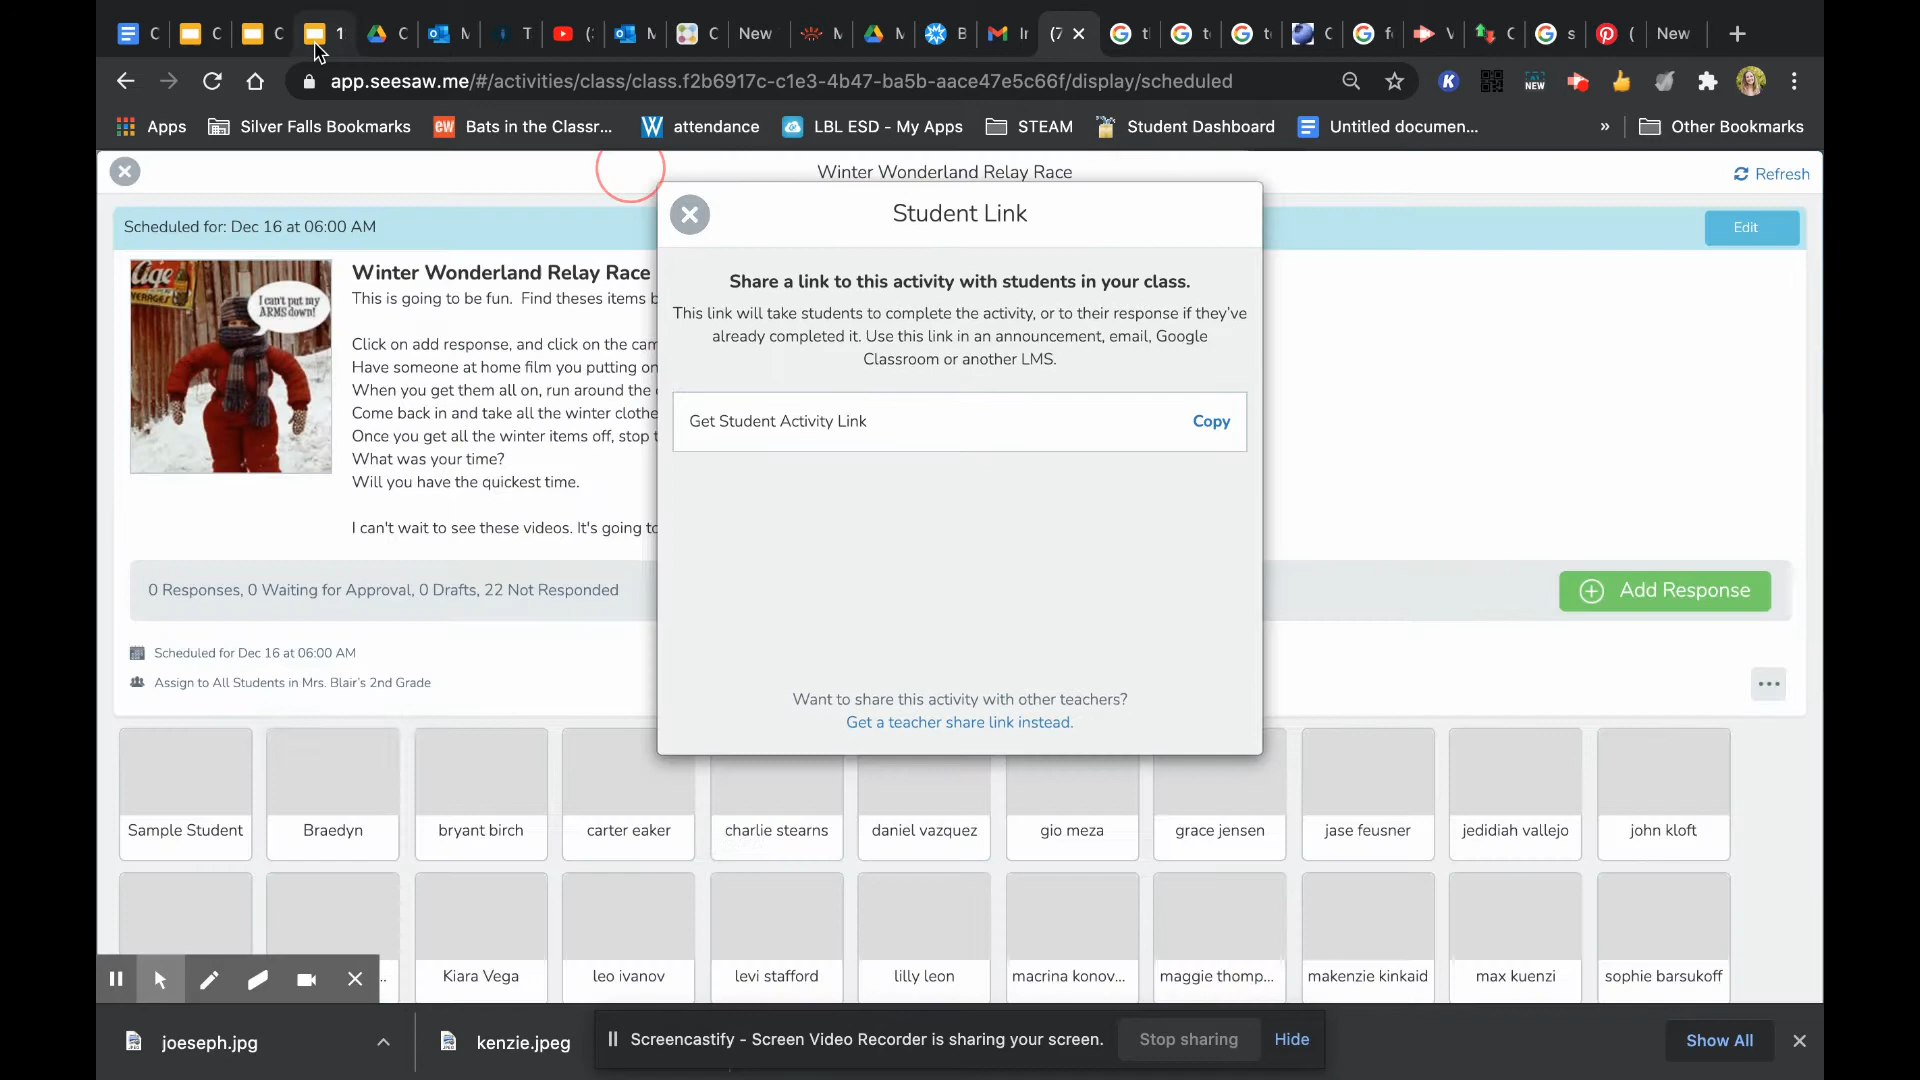 1
New
New
app.seesaw.me/#/activities/class/class.f2b6917c-c1e3-4b47-ba5b-aace47e5c66f/display/scheduled
NEW
Apps
Silver Falls Bookmarks
Bats in the Classr...
attendance
LBL ESD - My Apps
STEAM
Student Dashboard
Untitled documen...
»
Other Bookmarks
Winter Wonderland Relay Race
Refresh
Scheduled for: Dec 16 at 06:00 AM
Edit
Student Link
I can't put my
ARMS down!
Winter Wonderland Relay Race
This is going to be fun.  Find theses items
Click on add response, and click on the
Have someone at home film you putting on
When you get them all on, run around the
Come back in and take all the winter
Once you get all the winter items off, stop
What was your time?
Will you have the quickest time.
I can't wait to see these videos. It's going to
Share a link to this activity with students in your class.
This link will take students to complete the activity, or to their response if they've
already completed it. Use this link in an announcement, email, Google
Classroom or another LMS.
Get Student Activity Link
Copy
Want to share this activity with other teachers?
Get a teacher share link instead.
0 Responses, 0 Waiting for Approval, 0 Drafts, 22 Not Responded
Add Response
Scheduled for Dec 16 at 06:00 AM
Assign to All Students in Mrs. Blair's 2nd Grade
Sample Student
Braedyn
bryant birch
carter eaker
charlie stearns
daniel vazquez
gio meza
grace jensen
jase feusner
jedidiah vallejo
john kloft
Kiara Vega
leo ivanov
levi stafford
lilly leon
macrina konov...
maggie thomp...
makenzie kinkaid
max kuenzi
sophie barsukoff
joeseph.jpg
kenzie.jpeg
Screencastify - Screen Video Recorder is sharing your screen.
Stop sharing
Hide
Show All